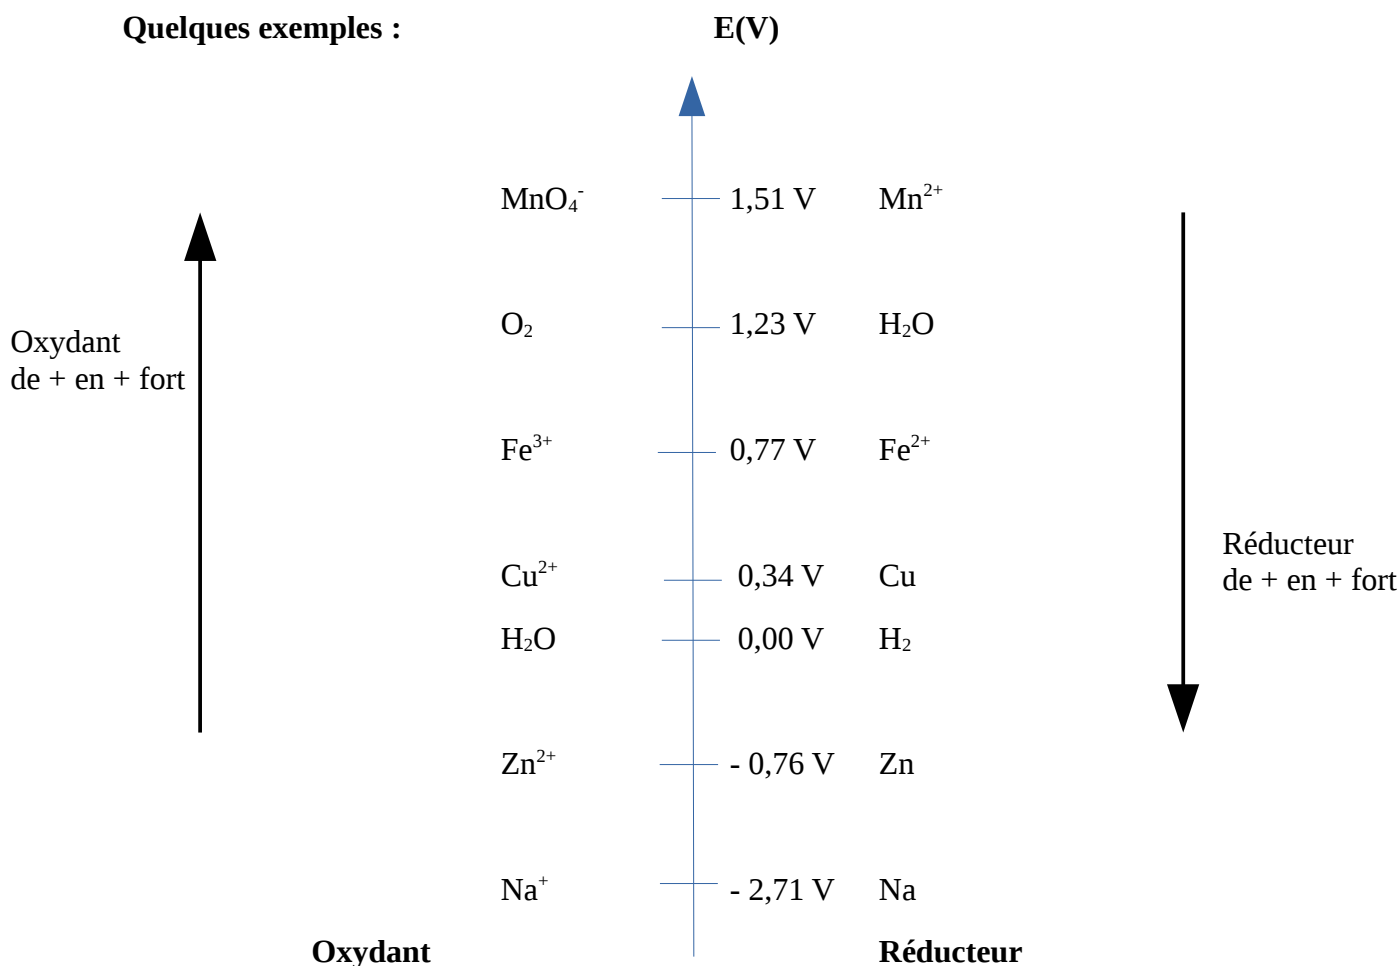 Quelques exemples : E(V)
MnO₄⁻ 1,51 V Mn²⁺
O₂ 1,23 V H₂O
Oxydant
de + en + fort
Fe³⁺ 0,77 V Fe²⁺
Réducteur
de + en + fort
Cu²⁺ 0,34 V Cu
H₂O 0,00 V H₂
Zn²⁺ - 0,76 V Zn
Na⁺ - 2,71 V Na
Oxydant Réducteur